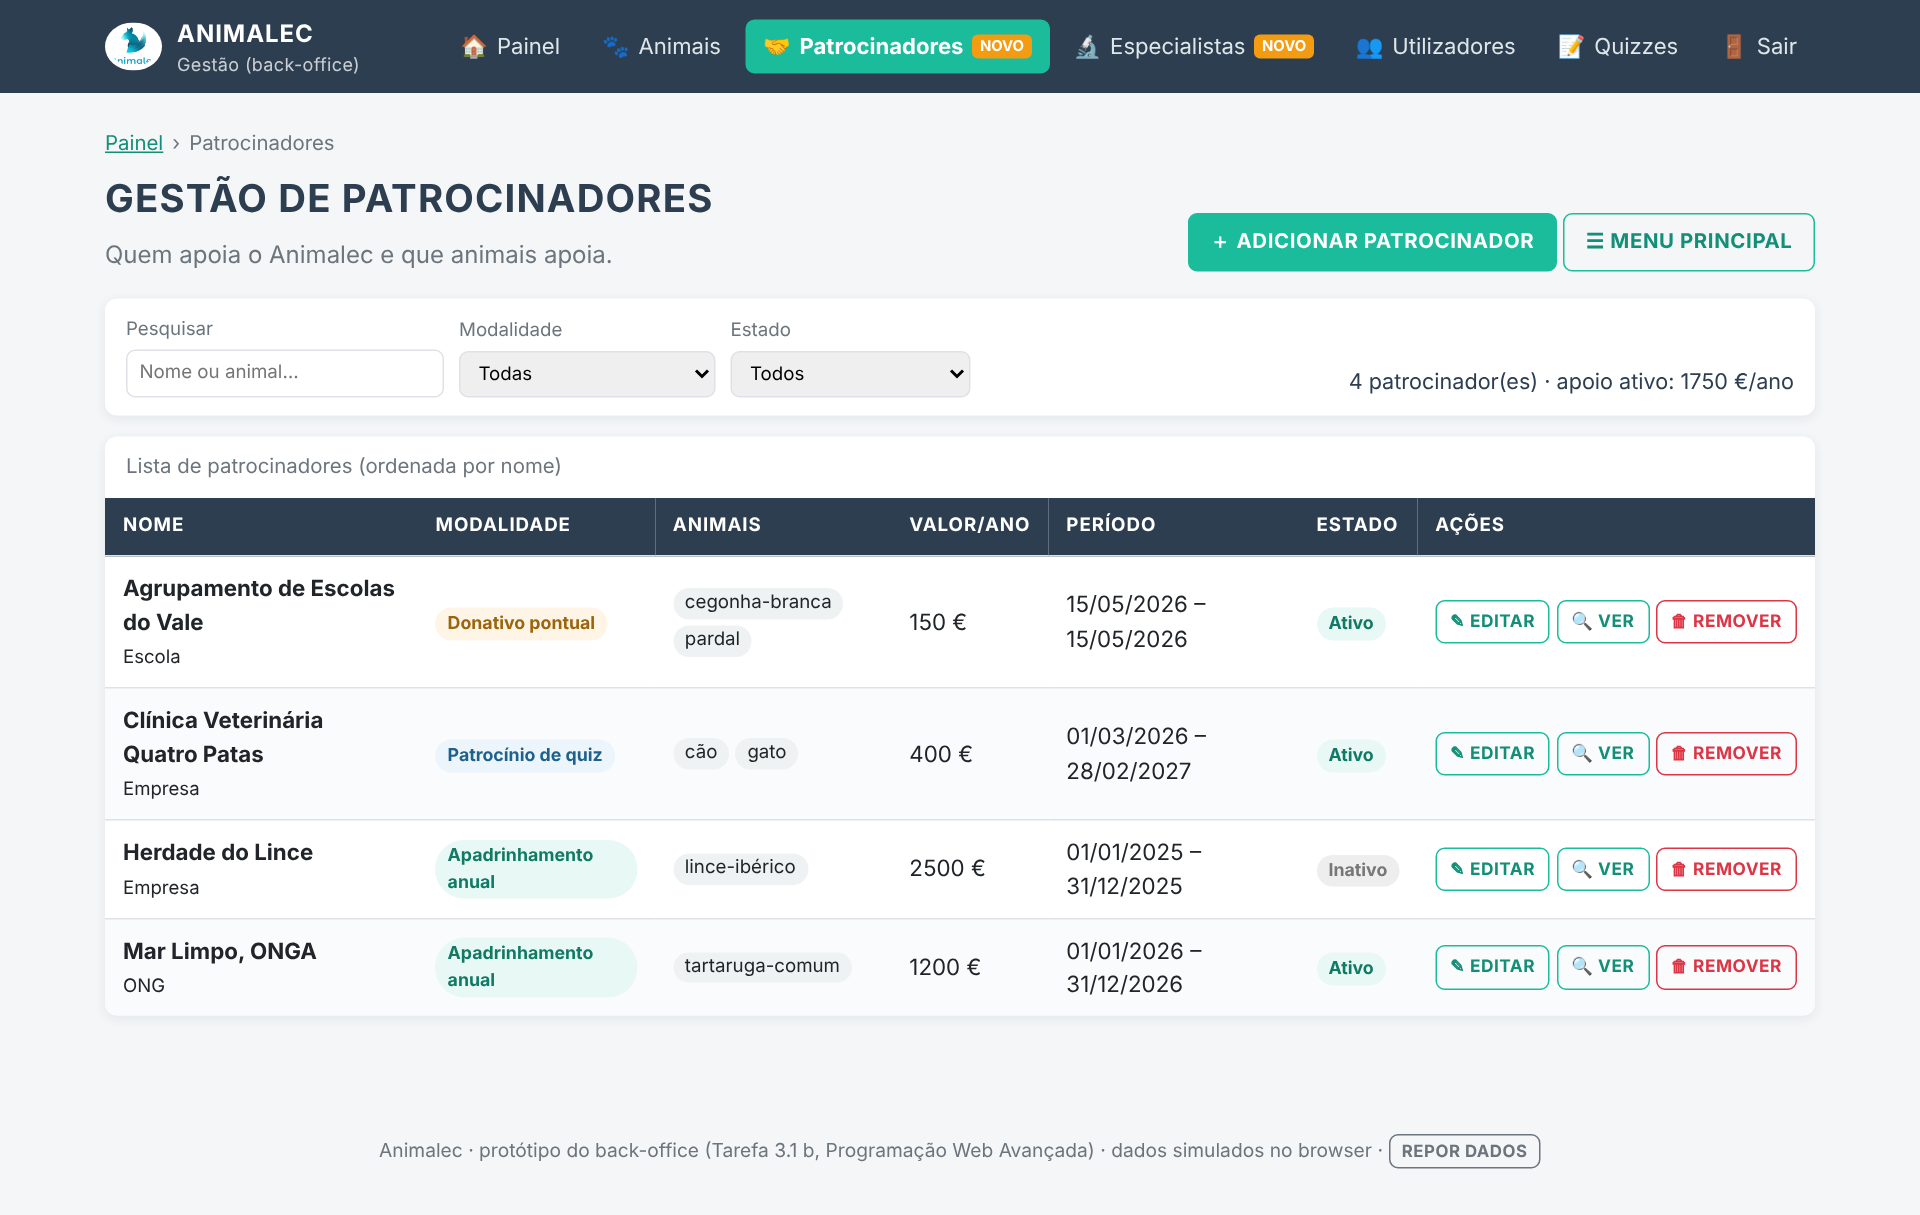 ANIMALEC
Gestão (back-office)
Painel
Animais
Patrocinadores NOVO
Especialistas NOVO
Utilizadores
Quizzes
Sair
Painel › Patrocinadores
GESTÃO DE PATROCINADORES
Quem apoia o Animalec e que animais apoia.
+ ADICIONAR PATROCINADOR
☰ MENU PRINCIPAL
Pesquisar
Modalidade
Estado
Nome ou animal...
Todas
Todos
4 patrocinador(es) · apoio ativo: 1750 €/ano
Lista de patrocinadores (ordenada por nome)
NOME MODALIDADE ANIMAIS VALOR/ANO PERÍODO ESTADO AÇÕES
Agrupamento de Escolas
do Vale
Escola
Donativo pontual
cegonha-branca
pardal
150 €
15/05/2026 –
15/05/2026
Ativo
✎ EDITAR
VER
REMOVER
Clínica Veterinária
Quatro Patas
Empresa
Patrocínio de quiz
cão
gato
400 €
01/03/2026 –
28/02/2027
Ativo
✎ EDITAR
VER
REMOVER
Herdade do Lince
Empresa
Apadrinhamento
anual
lince-ibérico
2500 €
01/01/2025 –
31/12/2025
Inativo
✎ EDITAR
VER
REMOVER
Mar Limpo, ONGA
ONG
Apadrinhamento
anual
tartaruga-comum
1200 €
01/01/2026 –
31/12/2026
Ativo
✎ EDITAR
VER
REMOVER
Animalec · protótipo do back-office (Tarefa 3.1 b, Programação Web Avançada) · dados simulados no browser · REPOR DADOS